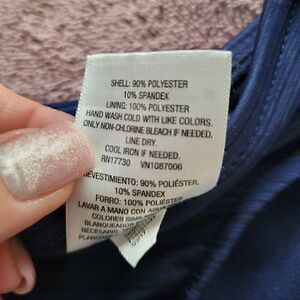 SHELL: 90% POLYESTER
10% SPANDEX
LINING: 100% POLYESTER
HAND WASH COLD WITH LIKE COLORS.
ONLY NON-CHLORINE BLEACH IF NEEDED,
LINE DRY.
COOL IRON IF NEEDED.
RN17730 VN1087006
REVESTIMIENTO: 90% POLIÉSTER,
10% SPANDEX
FORRO: 100% POLIÉSTER
LAVAR A MANO CON
COLORES
NECESARIO